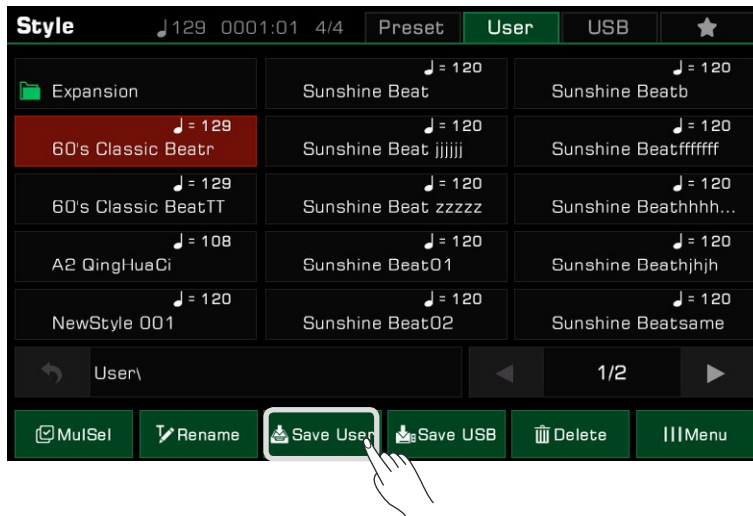 Style ♩129 0001:01 4/4 Preset User USB ★
Expansion
♩= 120
Sunshine Beat
♩= 120
Sunshine Beatb
♩= 129
60's Classic Beatr
♩= 120
Sunshine Beat jjjjjj
♩= 120
Sunshine Beatfffffff
♩= 129
60's Classic BeatTT
♩= 120
Sunshine Beat zzzzz
♩= 120
Sunshine Beathhhh...
♩= 108
A2 QingHuaCi
♩= 120
Sunshine Beat01
♩= 120
Sunshine Beathjhjh
♩= 120
NewStyle 001
♩= 120
Sunshine Beat02
♩= 120
Sunshine Beatsame
User\ 1/2
MulSel Rename Save User Save USB Delete Menu